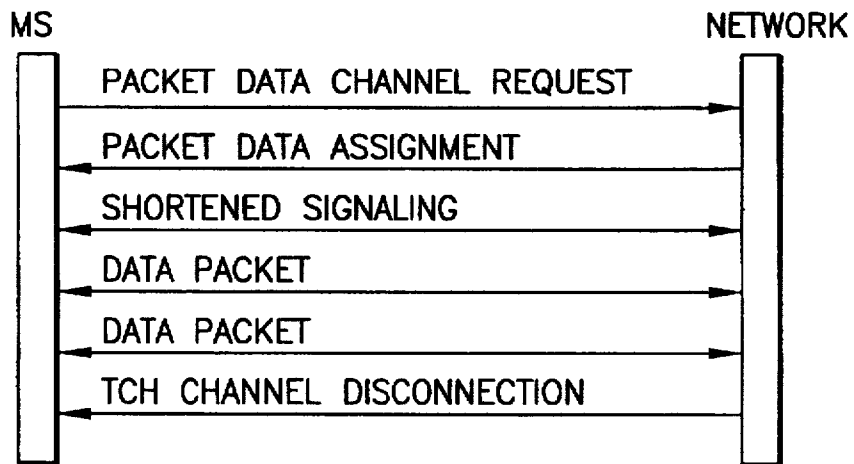 MS
NETWORK
PACKET DATA CHANNEL REQUEST
PACKET DATA ASSIGNMENT
SHORTENED SIGNALING
DATA PACKET
DATA PACKET
TCH CHANNEL DISCONNECTION